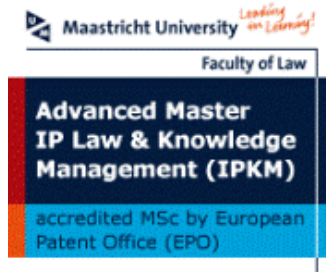 Maastricht University Leading in Learning!
Faculty of Law
Advanced Master
IP Law & Knowledge
Management (IPKM)
accredited MSc by European
Patent Office (EPO)